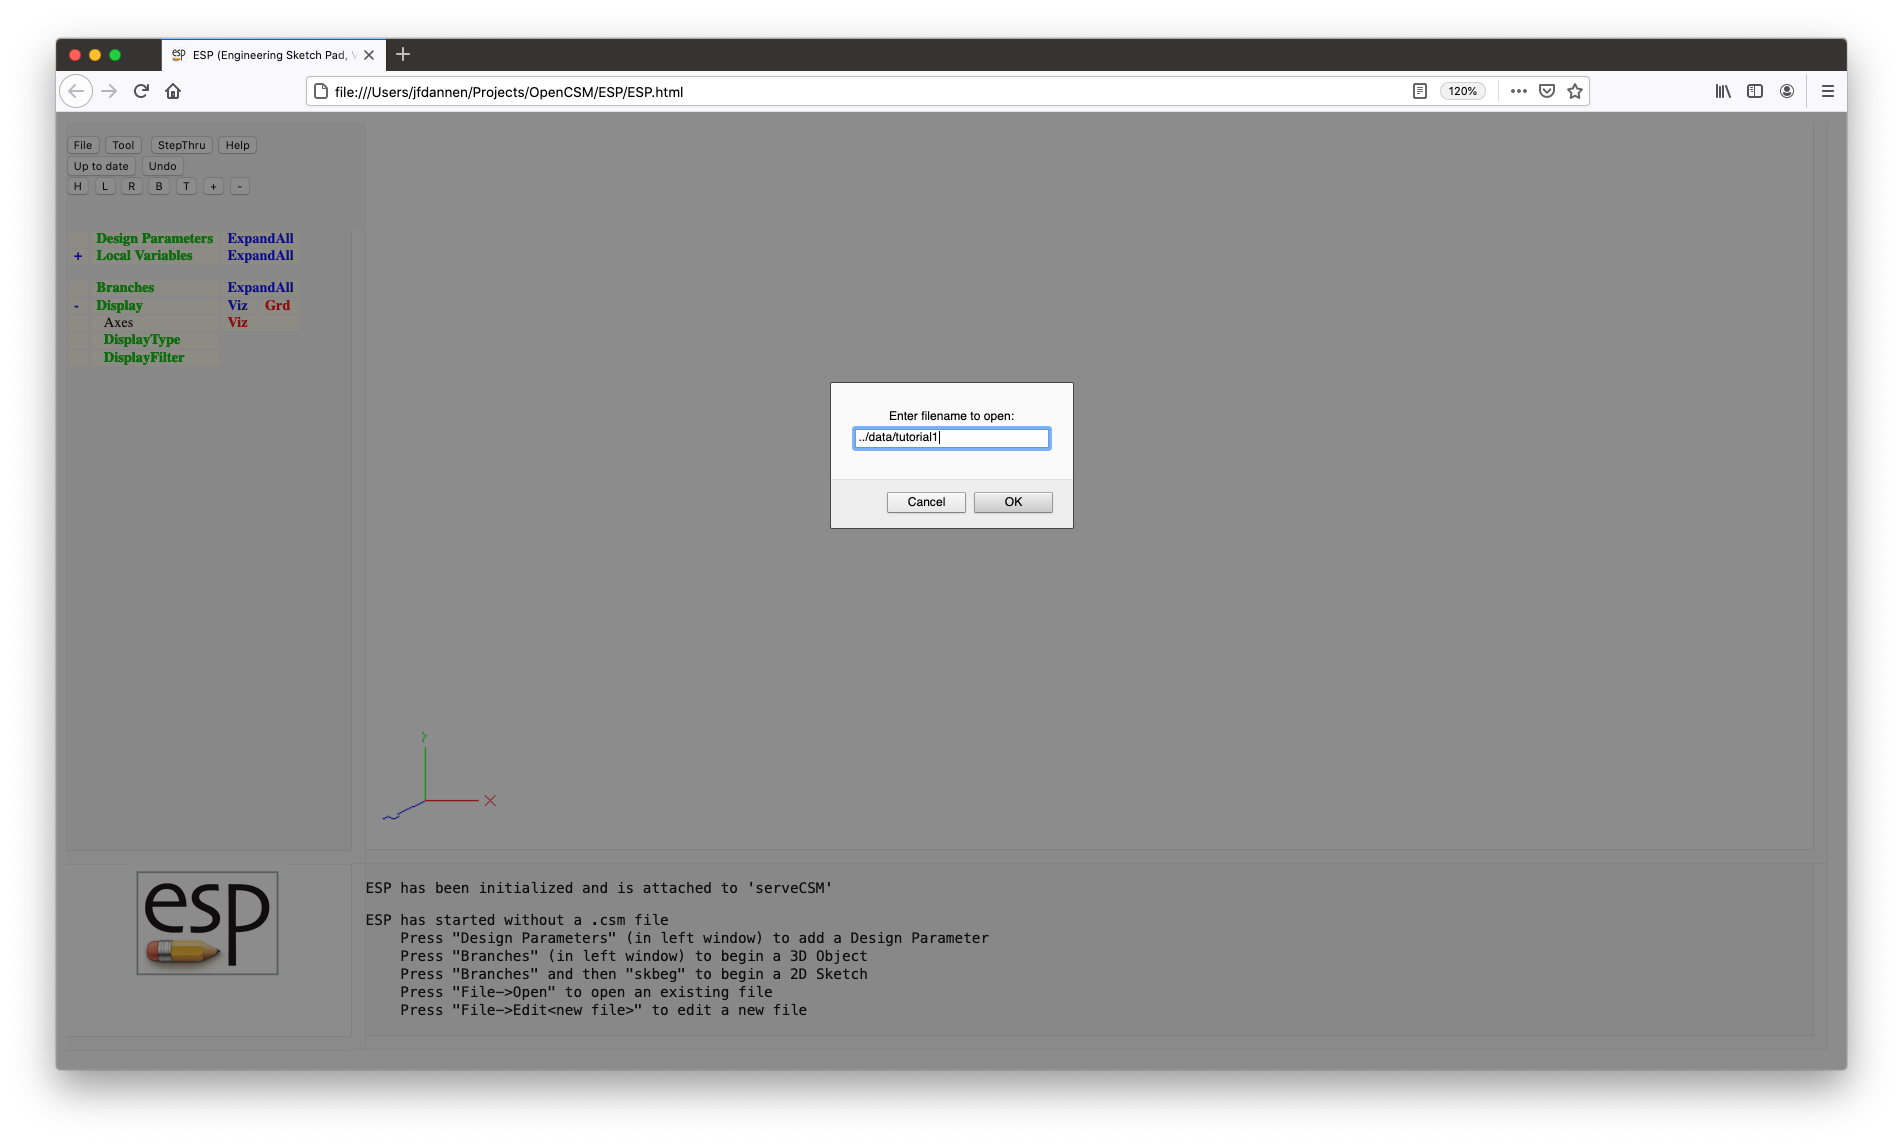 ESP (Engineering Sketch Pad, V
file:///Users/jfdannen/Projects/OpenCSM/ESP/ESP.html
120%
File Tool StepThru Help
Up to date Undo
H L R B T + -
Design Parameters ExpandAll
+ Local Variables ExpandAll
Branches ExpandAll
- Display Viz Grd
Axes Viz
DisplayType
DisplayFilter
Enter filename to open:
../data/tutorial1
Cancel OK
Y
X
esp
ESP has been initialized and is attached to 'serveCSM'
ESP has started without a .csm file
Press "Design Parameters" (in left window) to add a Design Parameter
Press "Branches" (in left window) to begin a 3D Object
Press "Branches" and then "skbeg" to begin a 2D Sketch
Press "File->Open" to open an existing file
Press "File->Edit<new file>" to edit a new file